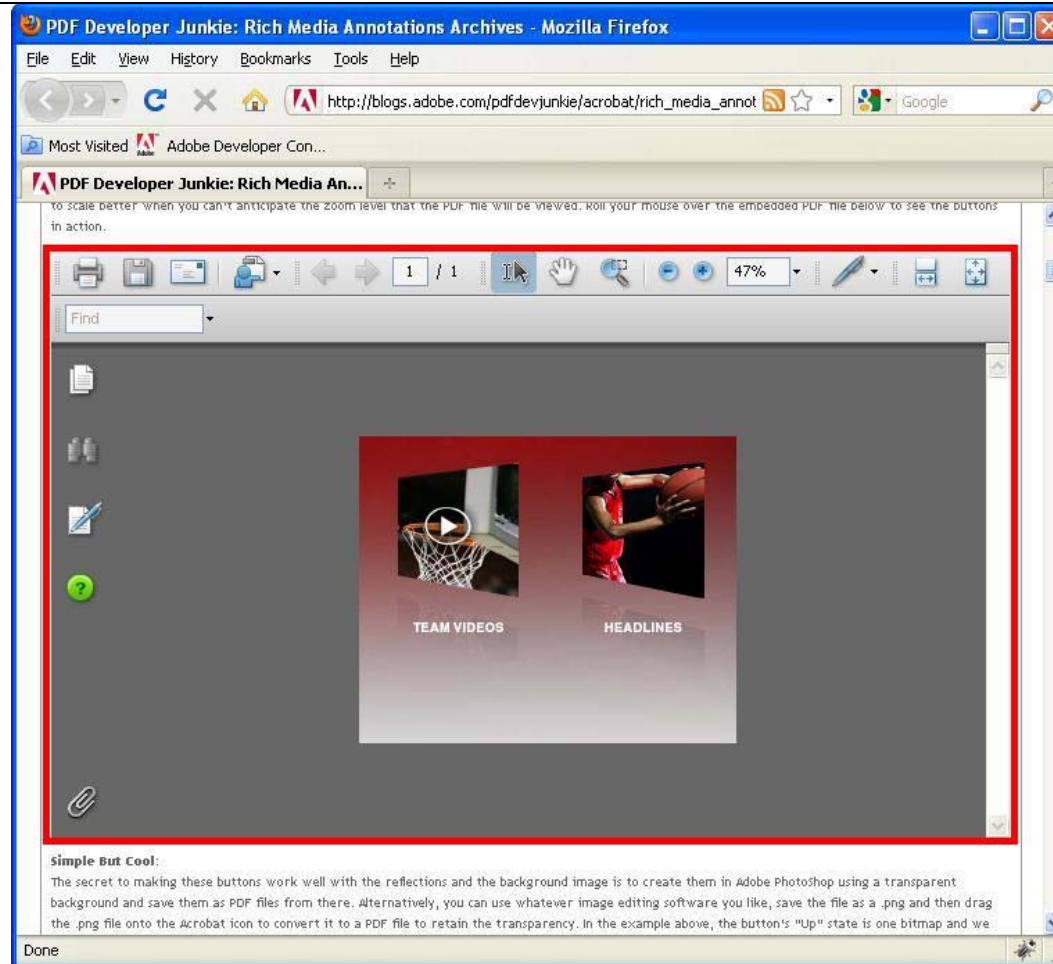 PDF Developer Junkie: Rich Media Annotations Archives - Mozilla Firefox
File Edit View History Bookmarks Tools Help
http://blogs.adobe.com/pdfdevjunkie/acrobat/rich_media_annot Google
Most Visited Adobe Developer Con...
PDF Developer Junkie: Rich Media An...
to scale better when you can't anticipate the zoom level that the PDF file will be viewed. Roll your mouse over the embedded PDF file below to see the buttons
in action.
1 / 1 47%
Find
TEAM VIDEOS HEADLINES
Simple But Cool:
The secret to making these buttons work well with the reflections and the background image is to create them in Adobe PhotoShop using a transparent
background and save them as PDF files from there. Alternatively, you can use whatever image editing software you like, save the file as a .png and then drag
the .png file onto the Acrobat icon to convert it to a PDF file to retain the transparency. In the example above, the button's "Up" state is one bitmap and we
Done